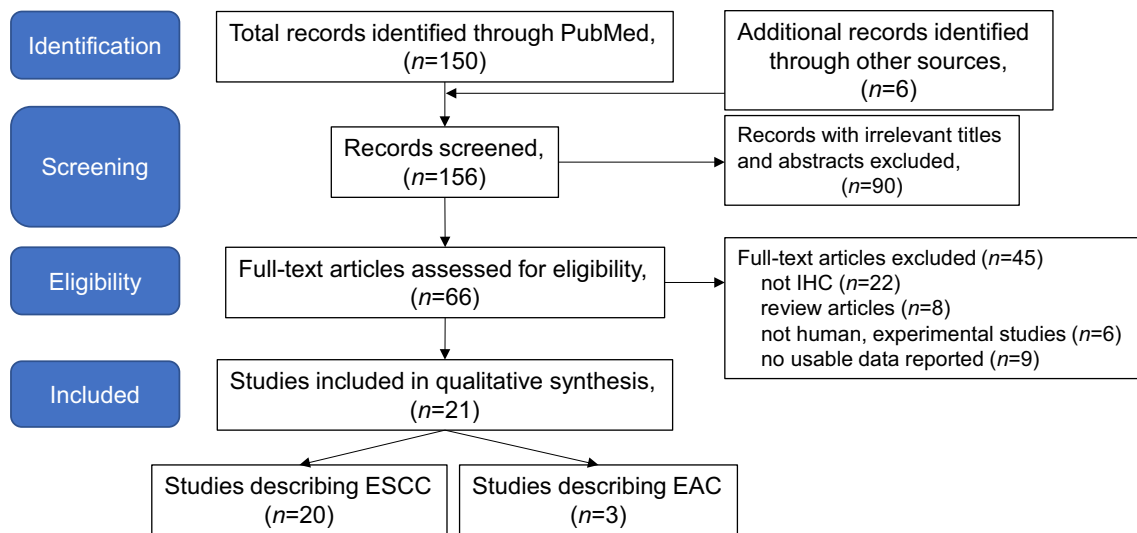 Identification
Total records identified through PubMed,
(n=150)
Additional records identified
through other sources,
(n=6)
Screening
Records screened,
(n=156)
Records with irrelevant titles
and abstracts excluded,
(n=90)
Eligibility
Full-text articles assessed for eligibility,
(n=66)
Full-text articles excluded (n=45)
not IHC (n=22)
review articles (n=8)
not human, experimental studies (n=6)
no usable data reported (n=9)
Included
Studies included in qualitative synthesis,
(n=21)
Studies describing ESCC
(n=20)
Studies describing EAC
(n=3)